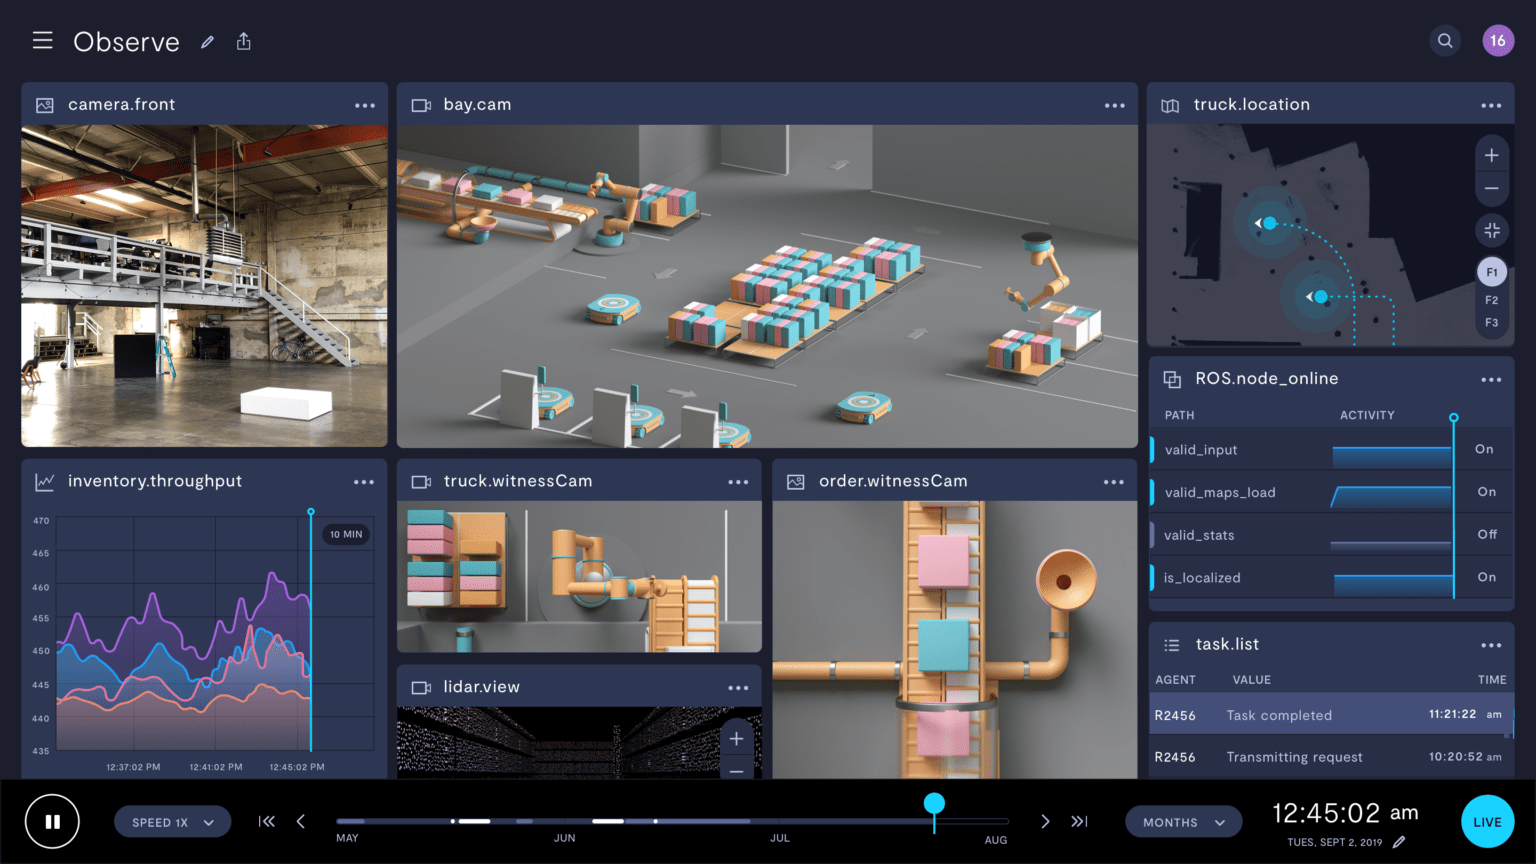 Observe
16
camera.front
bay.cam
truck.location
F1
F2
F3
ROS.node_online
PATH ACTIVITY
valid_input On
valid_maps_load On
valid_stats Off
is_localized On
inventory.throughput
10 MIN
470
465
460
455
450
445
440
435
12:37:02 PM 12:41:02 PM 12:45:02 PM
truck.witnessCam
order.witnessCam
lidar.view
task.list
AGENT VALUE TIME
R2456 Task completed 11:21:22 am
R2456 Transmitting request 10:20:52 am
SPEED 1X
MAY JUN JUL AUG
MONTHS
12:45:02 am
TUES, SEPT 2, 2019
LIVE